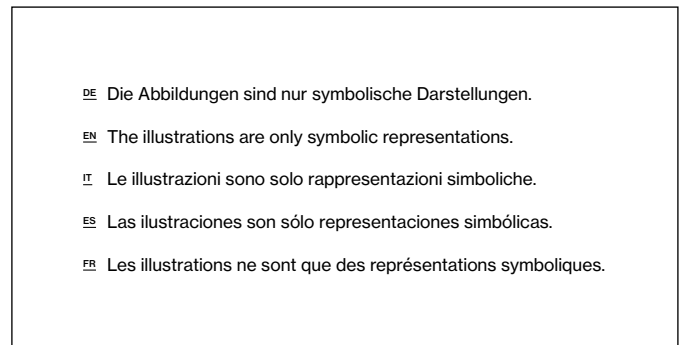 DE Die Abbildungen sind nur symbolische Darstellungen.
EN The illustrations are only symbolic representations.
IT Le illustrazioni sono solo rappresentazioni simboliche.
ES Las ilustraciones son sólo representaciones simbólicas.
FR Les illustrations ne sont que des représentations symboliques.